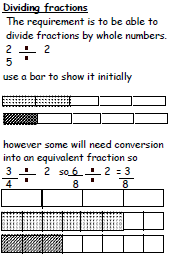 Dividing fractions
The requirement is to be able to
divide fractions by whole numbers.
2 ÷ 2
5
use a bar to show it initially
however some will need conversion
into an equivalent fraction so
3 ÷ 2 so 6 ÷ 2 = 3
4 8 8